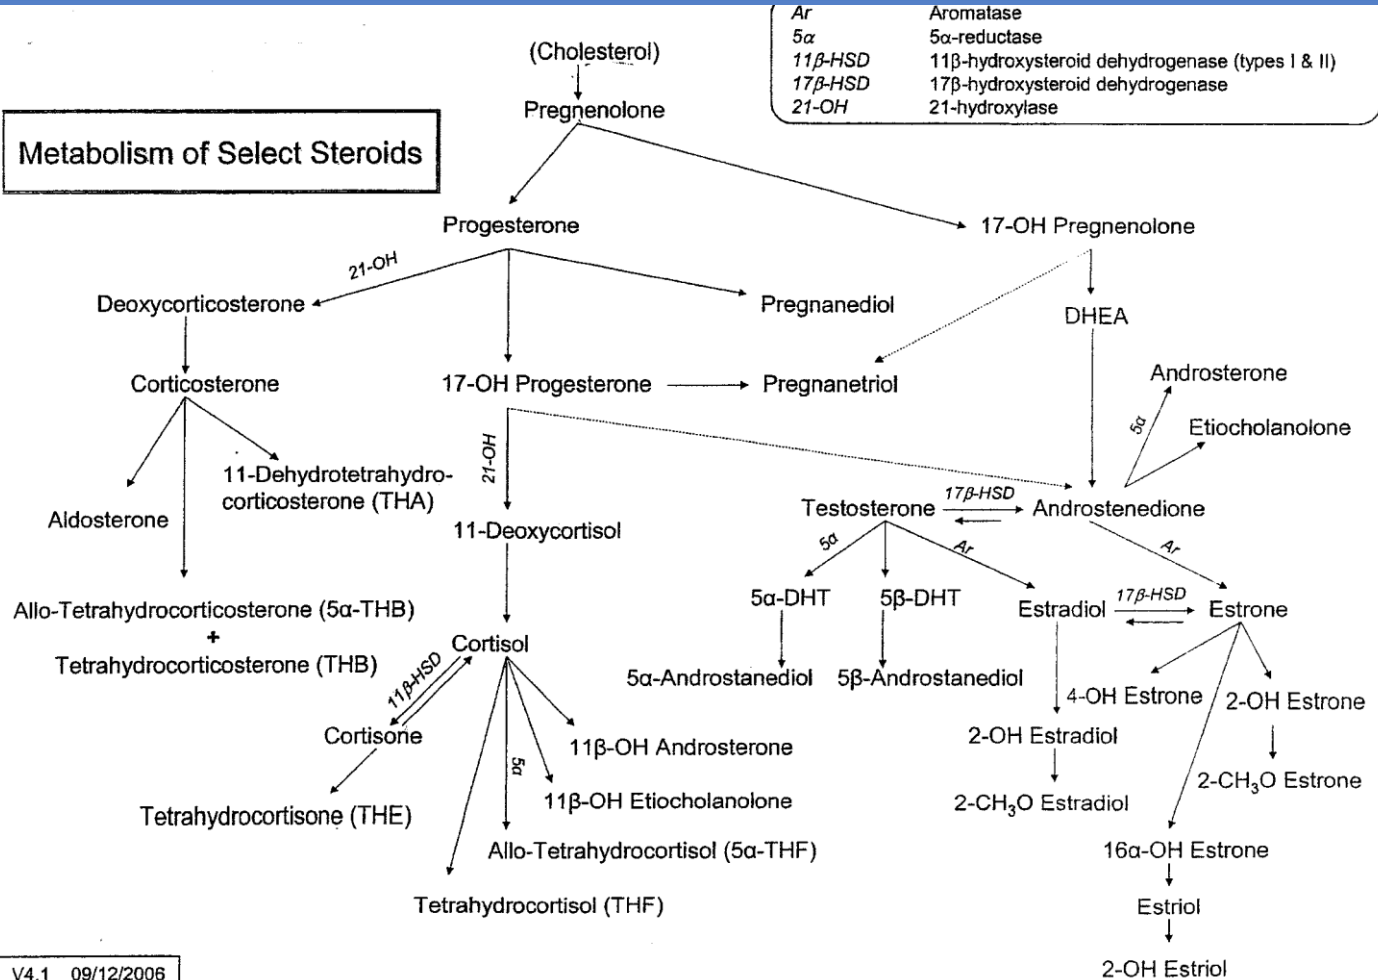 Ar Aromatase
5α 5α-reductase
11β-HSD 11β-hydroxysteroid dehydrogenase (types I & II)
17β-HSD 17β-hydroxysteroid dehydrogenase
21-OH 21-hydroxylase
(Cholesterol)
Pregnenolone
Metabolism of Select Steroids
Progesterone
17-OH Pregnenolone
21-OH
Deoxycorticosterone
Pregnanediol
DHEA
Corticosterone
17-OH Progesterone
Pregnanetriol
Androsterone
5α
Etiocholanolone
21-OH
11-Dehydrotetrahydro-
corticosterone (THA)
Aldosterone
Testosterone
17β-HSD
Androstenedione
11-Deoxycortisol
5α
Ar
Ar
Allo-Tetrahydrocorticosterone (5α-THB)
+
Tetrahydrocorticosterone (THB)
5α-DHT
5β-DHT
Estradiol
17β-HSD
Estrone
Cortisol
11β-HSD
5α-Androstanediol
5β-Androstanediol
4-OH Estrone
2-OH Estrone
Cortisone
11β-OH Androsterone
2-OH Estradiol
5α
2-CH₃O Estrone
Tetrahydrocortisone (THE)
11β-OH Etiocholanolone
2-CH₃O Estradiol
Allo-Tetrahydrocortisol (5α-THF)
16α-OH Estrone
Tetrahydrocortisol (THF)
Estriol
2-OH Estriol
V4.1 09/12/2006